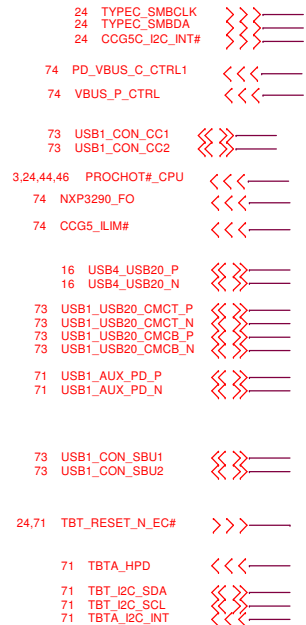 24 TYPEC_SMBCLK
24 TYPEC_SMBDA
24 CCG5C_I2C_INT#
74 PD_VBUS_C_CTRL1
74 VBUS_P_CTRL
73 USB1_CON_CC1
73 USB1_CON_CC2
3,24,44,46 PROCHOT#_CPU
74 NXP3290_FO
74 CCG5_ILIM#
16 USB4_USB20_P
16 USB4_USB20_N
73 USB1_USB20_CMCT_P
73 USB1_USB20_CMCT_N
73 USB1_USB20_CMCB_P
73 USB1_USB20_CMCB_N
71 USB1_AUX_PD_P
71 USB1_AUX_PD_N
73 USB1_CON_SBU1
73 USB1_CON_SBU2
24,71 TBT_RESET_N_EC#
71 TBTA_HPD
71 TBT_I2C_SDA
71 TBT_I2C_SCL
71 TBTA_I2C_INT